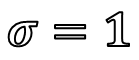 σ = 1